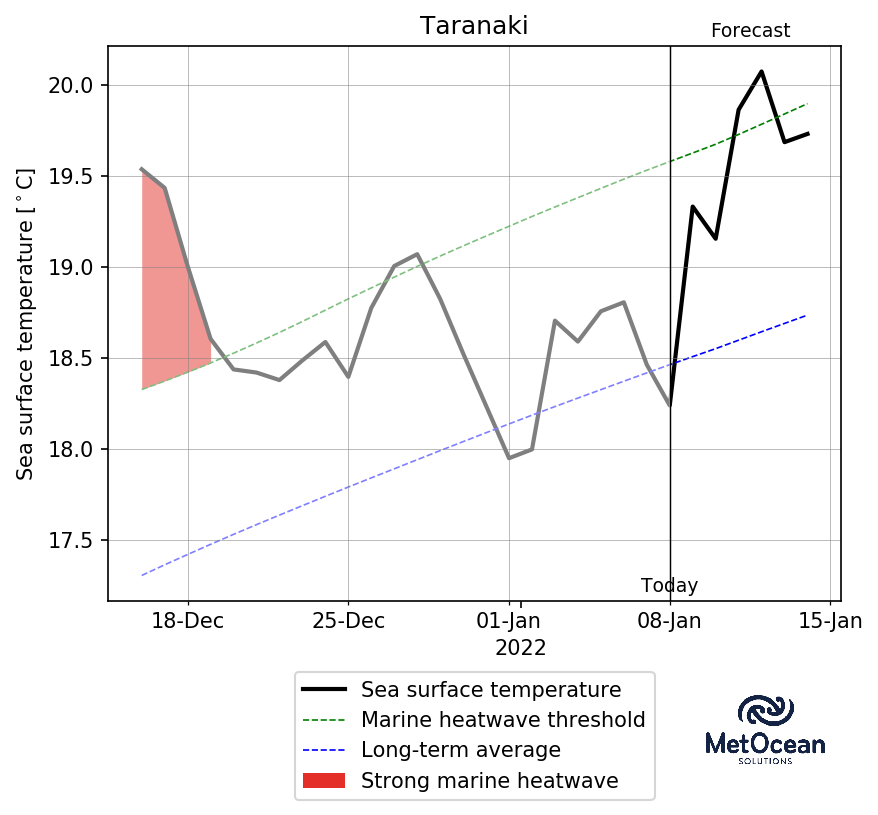 Taranaki
Forecast
Sea surface temperature [°C]
20.0
19.5
19.0
18.5
18.0
17.5
Today
18-Dec 25-Dec 01-Jan 08-Jan 15-Jan
2022
Sea surface temperature
Marine heatwave threshold
Long-term average
Strong marine heatwave
MetOcean
SOLUTIONS